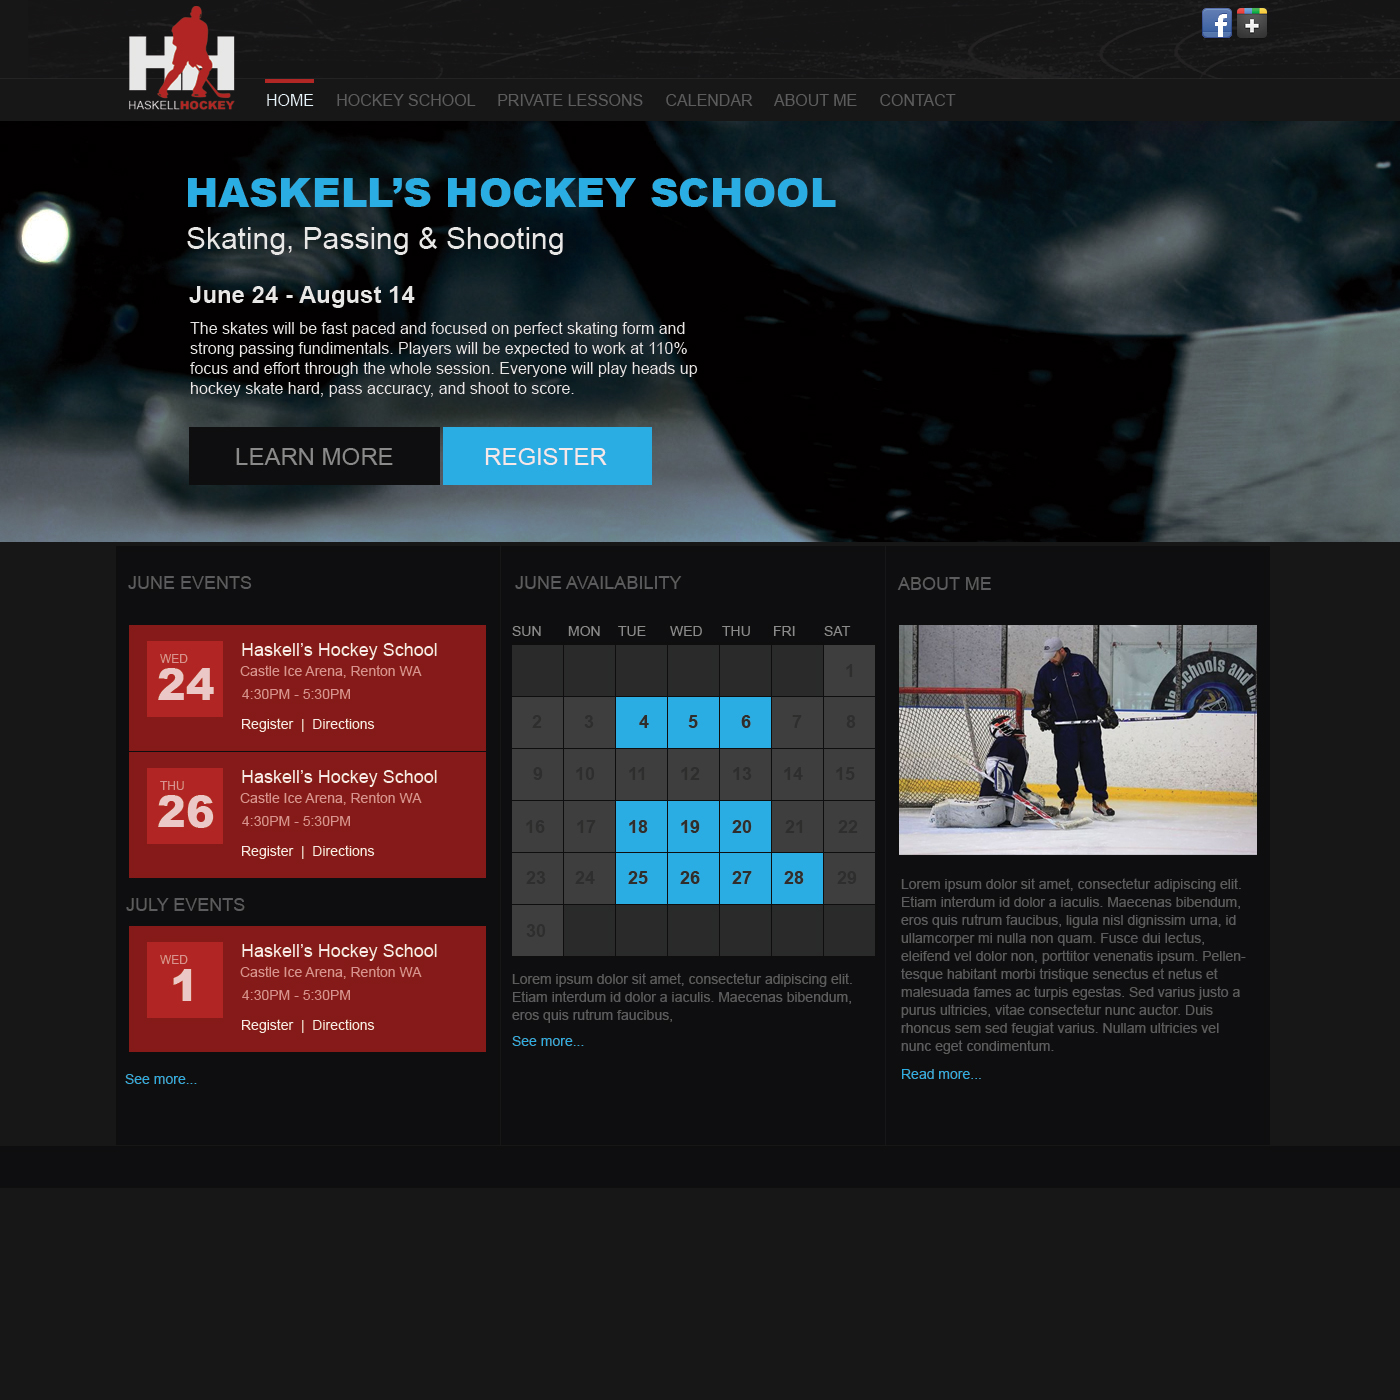 HH
HASKELLHOCKEY
f
+
HOME HOCKEY SCHOOL PRIVATE LESSONS CALENDAR ABOUT ME CONTACT
HASKELL’S HOCKEY SCHOOL
Skating, Passing & Shooting
June 24 - August 14
The skates will be fast paced and focused on perfect skating form and
strong passing fundimentals. Players will be expected to work at 110%
focus and effort through the whole session. Everyone will play heads up
hockey skate hard, pass accuracy, and shoot to score.
LEARN MORE REGISTER
JUNE EVENTS
WED
24
Haskell’s Hockey School
Castle Ice Arena, Renton WA
4:30PM - 5:30PM
Register | Directions
THU
26
Haskell’s Hockey School
Castle Ice Arena, Renton WA
4:30PM - 5:30PM
Register | Directions
JULY EVENTS
WED
1
Haskell’s Hockey School
Castle Ice Arena, Renton WA
4:30PM - 5:30PM
Register | Directions
See more...
JUNE AVAILABILITY
SUN MON TUE WED THU FRI SAT
1
2 3 4 5 6 7 8
9 10 11 12 13 14 15
16 17 18 19 20 21 22
23 24 25 26 27 28 29
30
Lorem ipsum dolor sit amet, consectetur adipiscing elit.
Etiam interdum id dolor a iaculis. Maecenas bibendum,
eros quis rutrum faucibus,
See more...
ABOUT ME
Schools and
Lorem ipsum dolor sit amet, consectetur adipiscing elit.
Etiam interdum id dolor a iaculis. Maecenas bibendum,
eros quis rutrum faucibus, ligula nisl dignissim urna, id
ullamcorper mi nulla non quam. Fusce dui lectus,
eleifend vel dolor non, porttitor venenatis ipsum. Pellen-
tesque habitant morbi tristique senectus et netus et
malesuada fames ac turpis egestas. Sed varius justo a
purus ultricies, vitae consectetur nunc auctor. Duis
rhoncus sem sed feugiat varius. Nullam ultricies vel
nunc eget condimentum.
Read more...